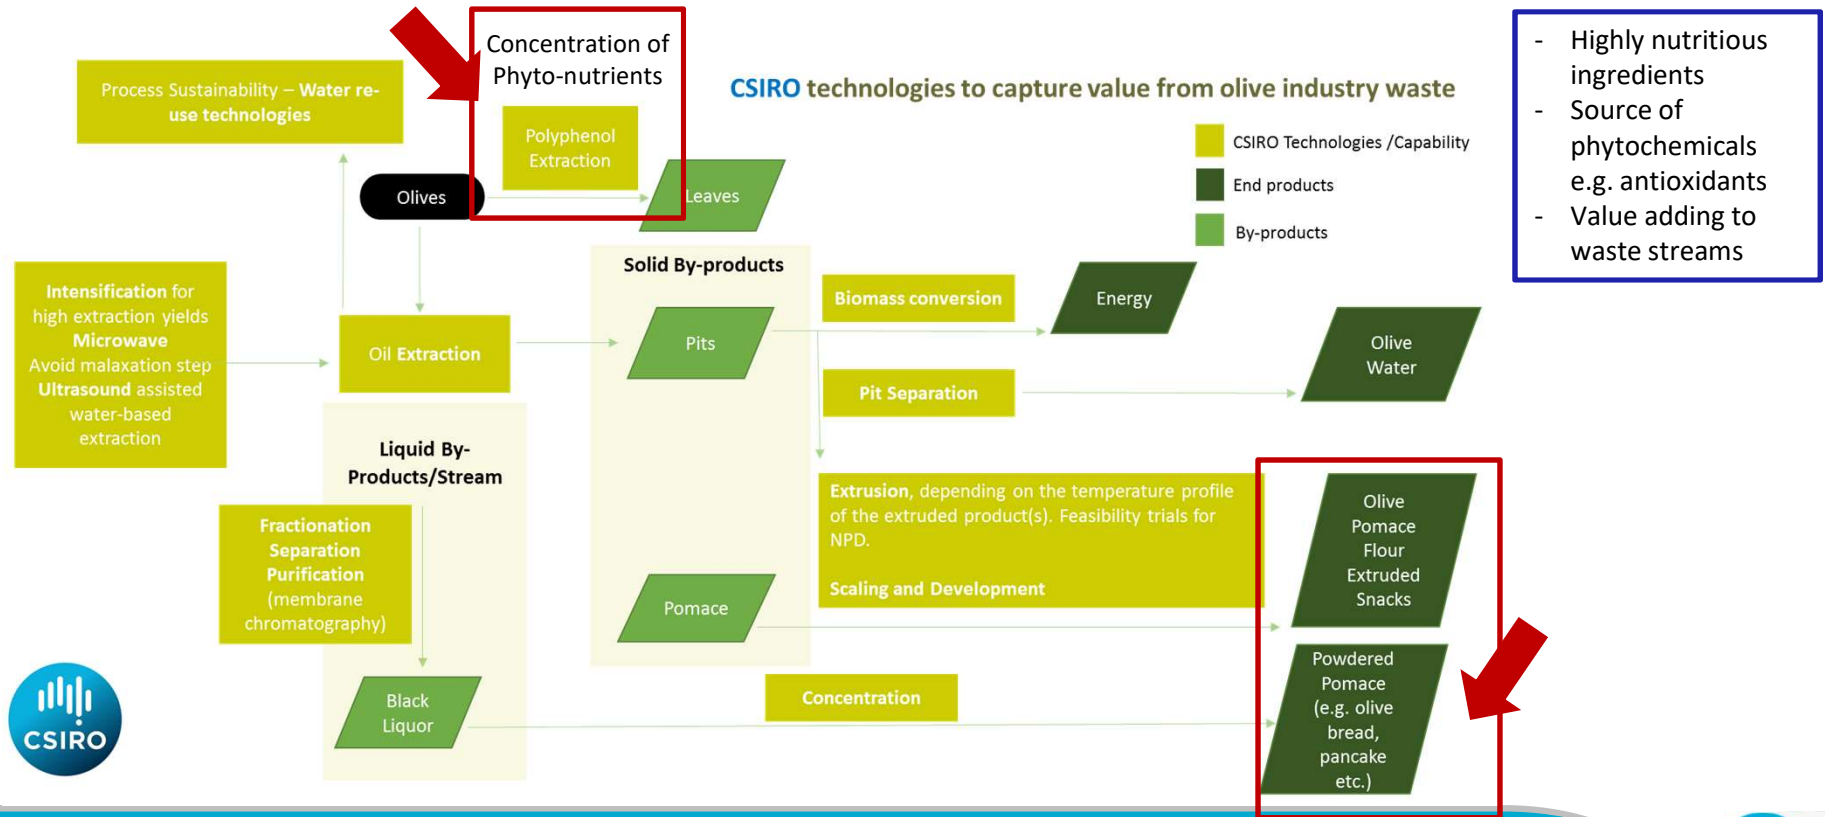 Concentration of
Phyto-nutrients
Process Sustainability – Water re-
use technologies
Polyphenol
Extraction
CSIRO technologies to capture value from olive industry waste
CSIRO Technologies /Capability
End products
By-products
- Highly nutritious
ingredients
- Source of
phytochemicals
e.g. antioxidants
- Value adding to
waste streams
Olives
Leaves
Intensification for
high extraction yields
Microwave
Avoid malaxation step
Ultrasound assisted
water-based
extraction
Oil Extraction
Solid By-products
Pits
Biomass conversion
Energy
Pit Separation
Olive
Water
Liquid By-
Products/Stream
Fractionation
Separation
Purification
(membrane
chromatography)
Extrusion, depending on the temperature profile
of the extruded product(s). Feasibility trials for
NPD.
Scaling and Development
Olive
Pomace
Flour
Extruded
Snacks
Pomace
Black
Liquor
Concentration
Powdered
Pomace
(e.g. olive
bread,
pancake
etc.)
CSIRO